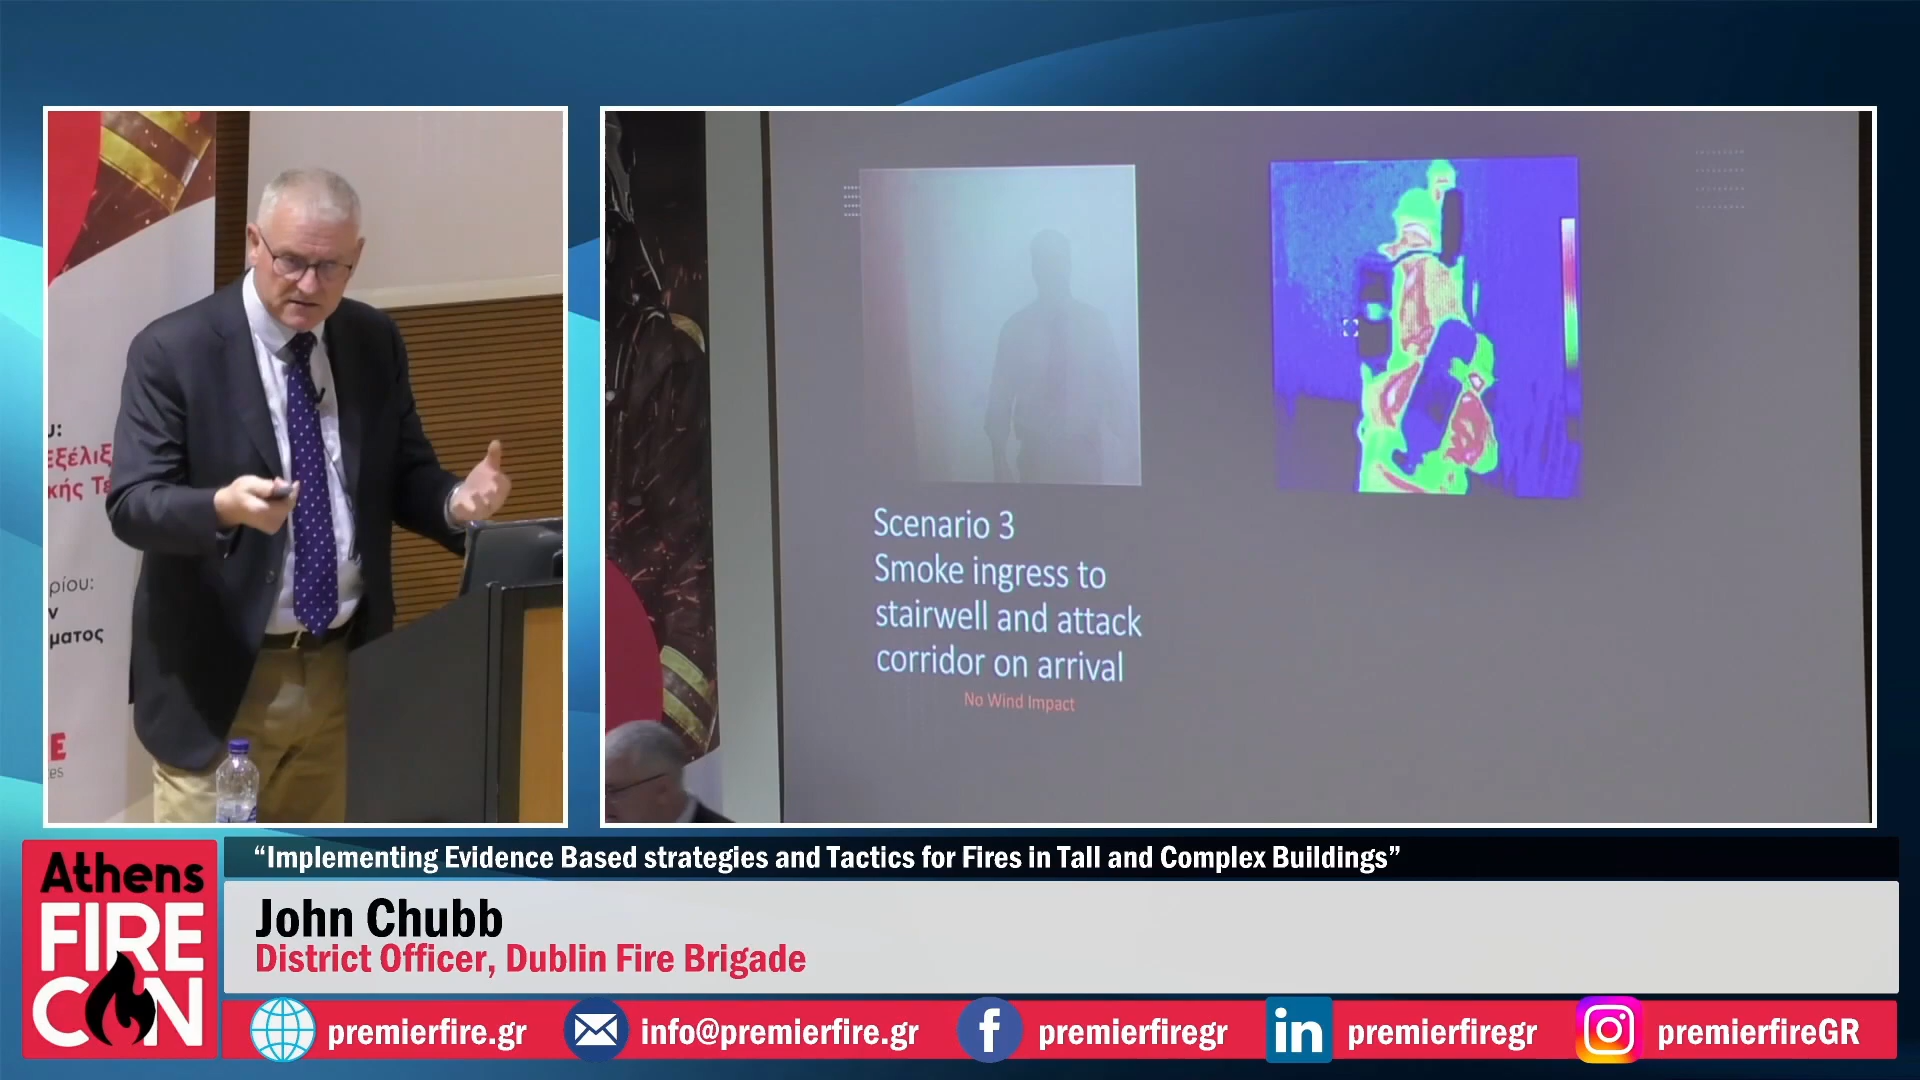 υ:
Εξέλιξ
κής Τε
ρίου:
ν
ματος
E
es
Scenario 3
Smoke ingress to
stairwell and attack
corridor on arrival
No Wind Impact
Athens
FIRE
CON
“Implementing Evidence Based strategies and Tactics for Fires in Tall and Complex Buildings”
John Chubb
District Officer, Dublin Fire Brigade
premierfire.gr
info@premierfire.gr
premierfiregr
premierfiregr
premierfireGR